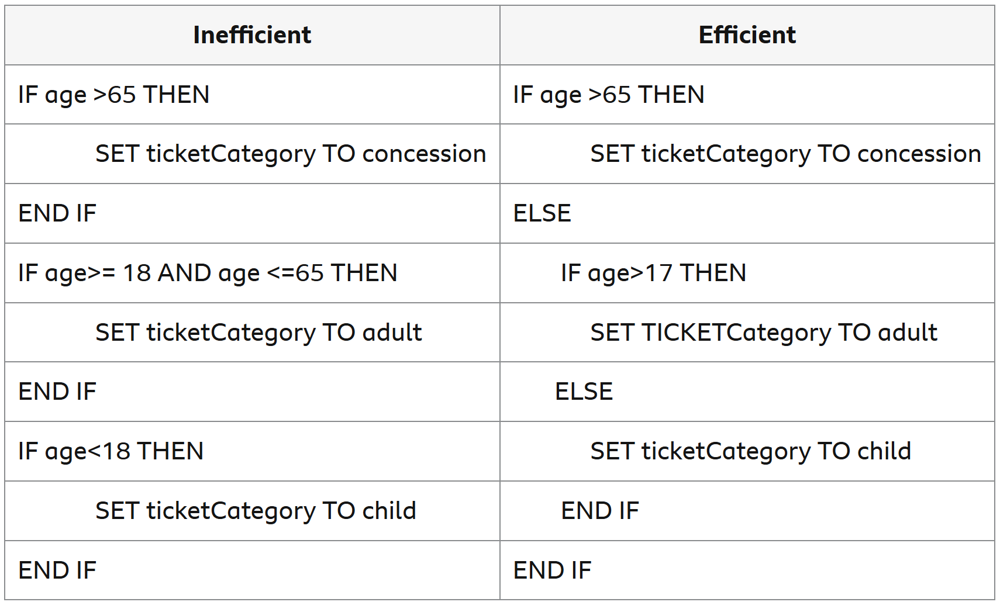 Inefficient Efficient
IF age >65 THEN IF age >65 THEN
SET ticketCategory TO concession SET ticketCategory TO concession
END IF ELSE
IF age>= 18 AND age <=65 THEN IF age>17 THEN
SET ticketCategory TO adult SET TICKETCategory TO adult
END IF ELSE
IF age<18 THEN SET ticketCategory TO child
SET ticketCategory TO child END IF
END IF END IF